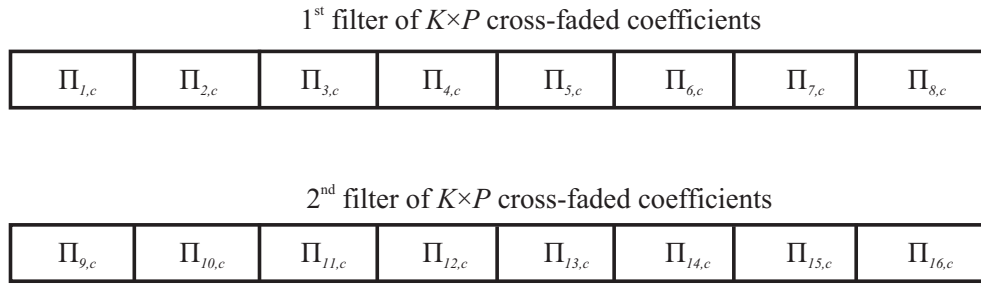 1st filter of K×P cross-faded coefficients
Π1,c Π2,c Π3,c Π4,c Π5,c Π6,c Π7,c Π8,c
2nd filter of K×P cross-faded coefficients
Π9,c Π10,c Π11,c Π12,c Π13,c Π14,c Π15,c Π16,c